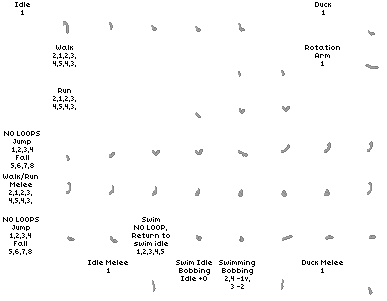 Idle
1
Duck
1
Walk
2,1,2,3,
4,5,4,3,
Rotation
Arm
1
Run
2,1,2,3,
4,5,4,3,
NO LOOPS
Jump
1,2,3,4
Fall
5,6,7,8
Walk/Run
Melee
2,1,2,3,
4,5,4,3,
NO LOOPS
Jump
1,2,3,4
Fall
5,6,7,8
Swim
NO LOOP,
Return to
swim idle
1,2,3,4,5
Idle Melee
1
Swim Idle
Bobbing
Idle +0
Swimming
Bobbing
2,4 -1v,
3 -2
Duck Melee
1